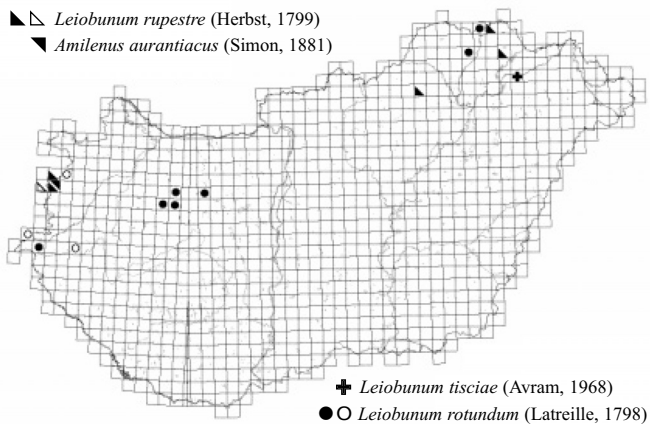 Leiobunum rupestre (Herbst, 1799)
Amilenus aurantiacus (Simon, 1881)
Leiobunum tisciae (Avram, 1968)
Leiobunum rotundum (Latreille, 1798)